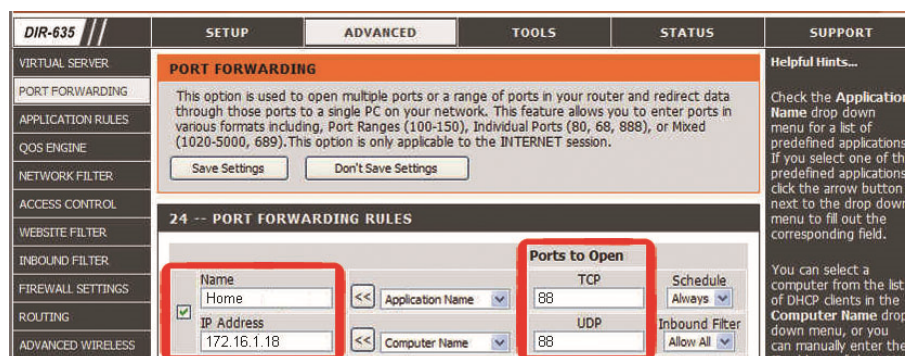 DIR-635
SETUP
ADVANCED
TOOLS
STATUS
SUPPORT
VIRTUAL SERVER
PORT FORWARDING
APPLICATION RULES
QOS ENGINE
NETWORK FILTER
ACCESS CONTROL
WEBSITE FILTER
INBOUND FILTER
FIREWALL SETTINGS
ROUTING
ADVANCED WIRELESS
PORT FORWARDING
This option is used to open multiple ports or a range of ports in your router and redirect data
through those ports to a single PC on your network. This feature allows you to enter ports in
various formats including, Port Ranges (100-150), Individual Ports (80, 68, 888), or Mixed
(1020-5000, 689).This option is only applicable to the INTERNET session.
Save Settings
Don't Save Settings
24 -- PORT FORWARDING RULES
Ports to Open
Name
TCP
Schedule
Home
<<
Application Name
88
Always
IP Address
UDP
Inbound Filter
172.16.1.18
<<
Computer Name
88
Allow All
Helpful Hints...
Check the Application
Name drop down
menu for a list of
predefined applications
If you select one of th
predefined applications
click the arrow button
next to the drop down
menu to fill out the
corresponding field.
You can select a
computer from the list
of DHCP clients in the
Computer Name drop
down menu, or you
can manually enter the